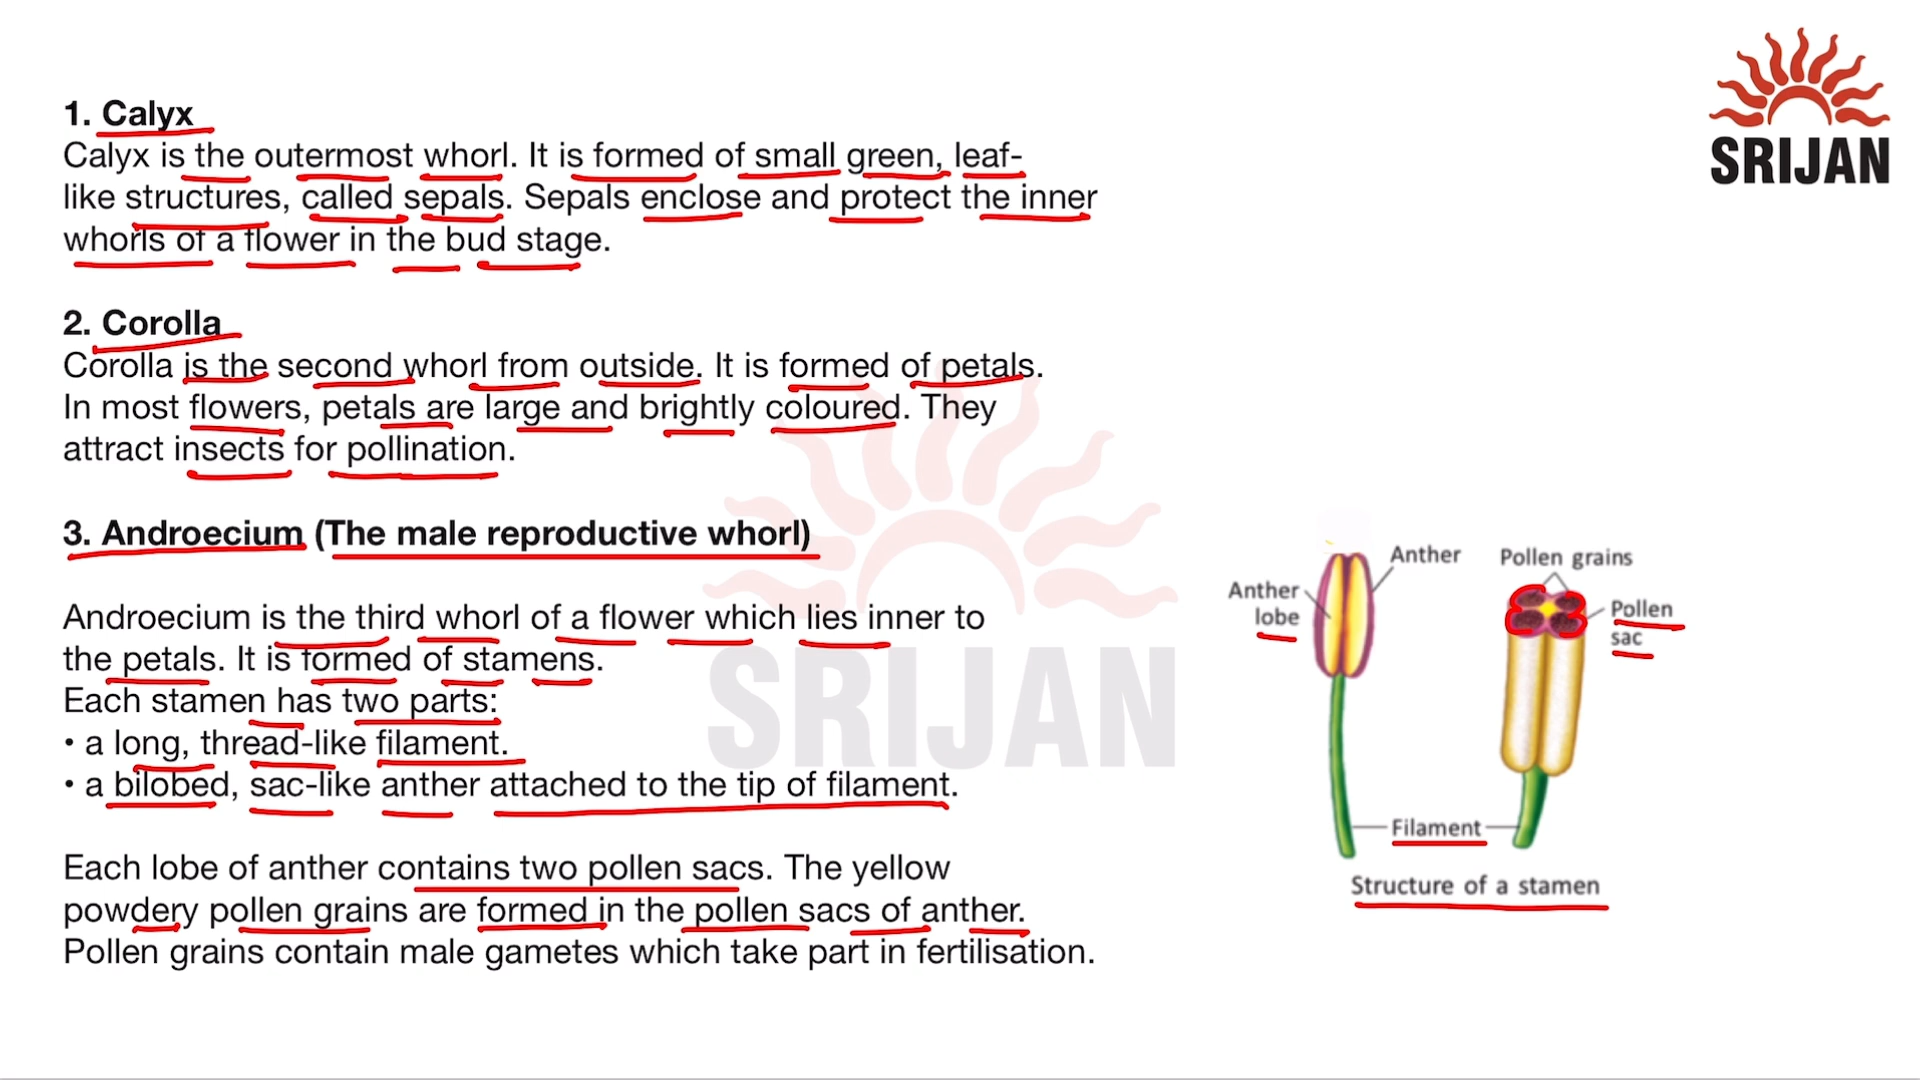 SRIJAN
1. Calyx
Calyx is the outermost whorl. It is formed of small green, leaf-
like structures, called sepals. Sepals enclose and protect the inner
whorls of a flower in the bud stage.
2. Corolla
Corolla is the second whorl from outside. It is formed of petals.
In most flowers, petals are large and brightly coloured. They
attract insects for pollination.
3. Androecium (The male reproductive whorl)
Androecium is the third whorl of a flower which lies inner to
the petals. It is formed of stamens.
Each stamen has two parts:
• a long, thread-like filament.
• a bilobed, sac-like anther attached to the tip of filament.
Each lobe of anther contains two pollen sacs. The yellow
powdery pollen grains are formed in the pollen sacs of anther.
Pollen grains contain male gametes which take part in fertilisation.
SRIJAN
Anther
lobe
Anther
Pollen grains
Pollen
sac
Filament
Structure of a stamen